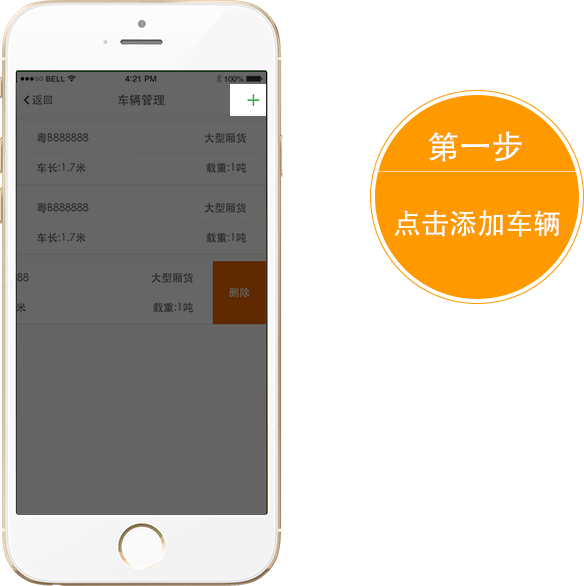 BELL 4:21 PM 100%
返回 车辆管理 +
粤B888888 大型厢货
车长:1.7米 载重:1吨
粤B888888 大型厢货
车长:1.7米 载重:1吨
88 大型厢货
米 载重:1吨
删除
第一步
点击添加车辆